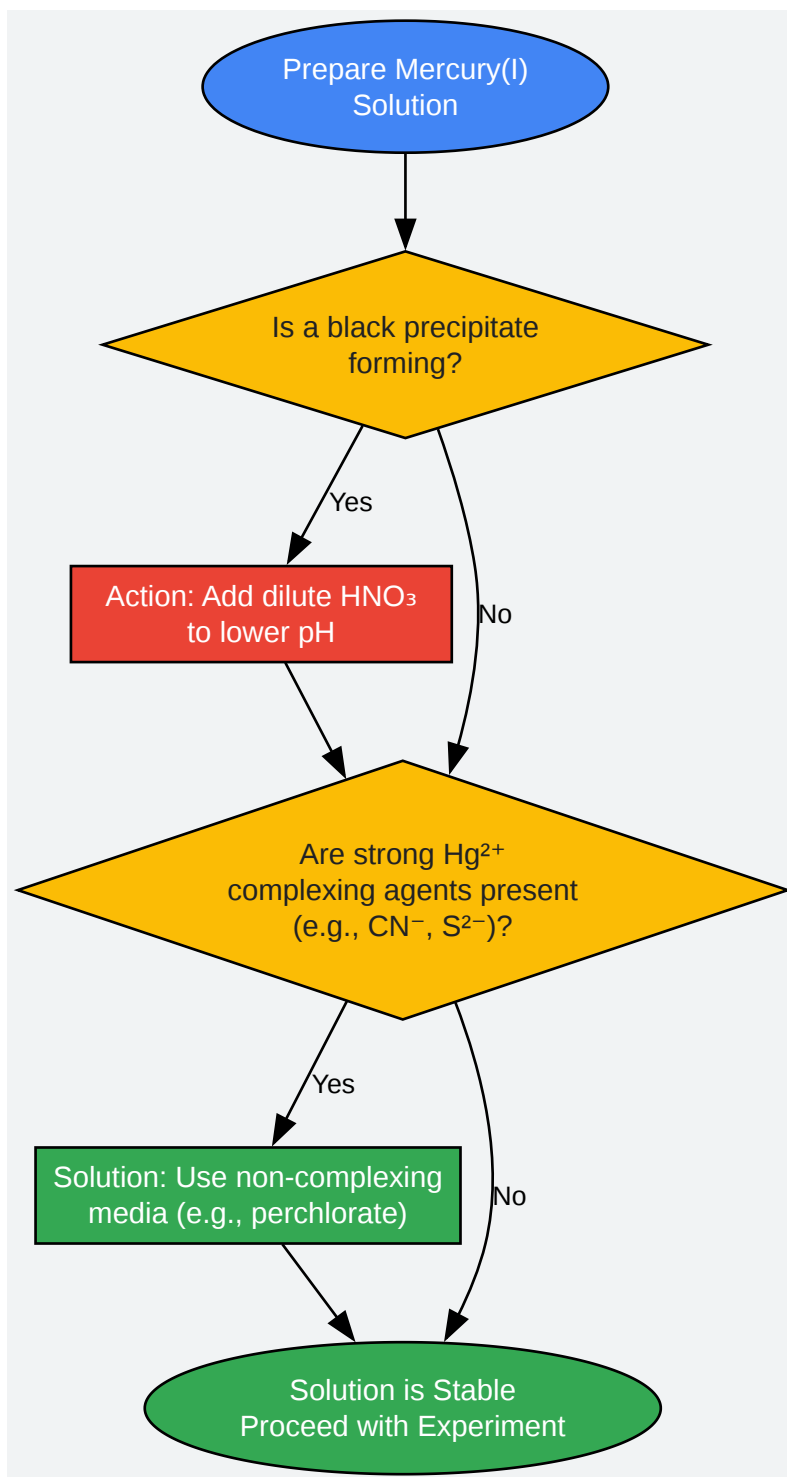 Prepare Mercury(I)
Solution
Is a black precipitate
forming?
Yes
Action: Add dilute HNO₃
to lower pH
No
Are strong Hg²⁺
complexing agents present
(e.g., CN⁻, S²⁻)?
Yes
Solution: Use non-complexing
media (e.g., perchlorate)
No
Solution is Stable
Proceed with Experiment